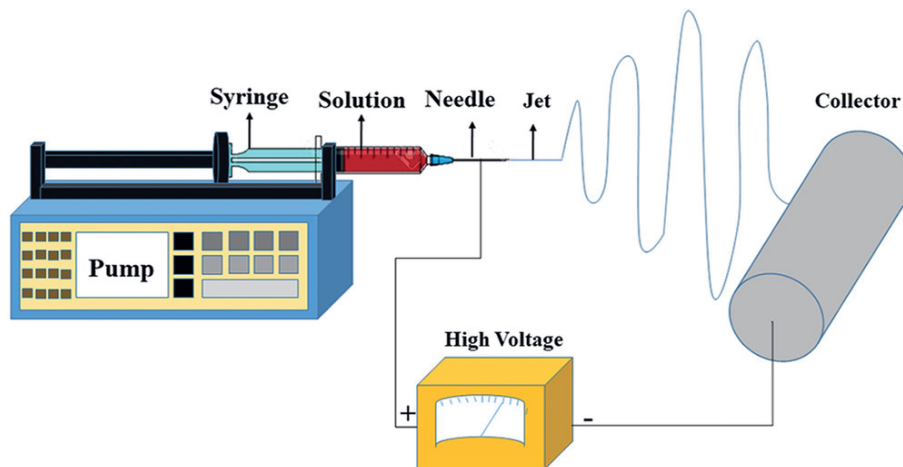 Syringe
Solution
Needle
Jet
Collector
Pump
High Voltage
+
-